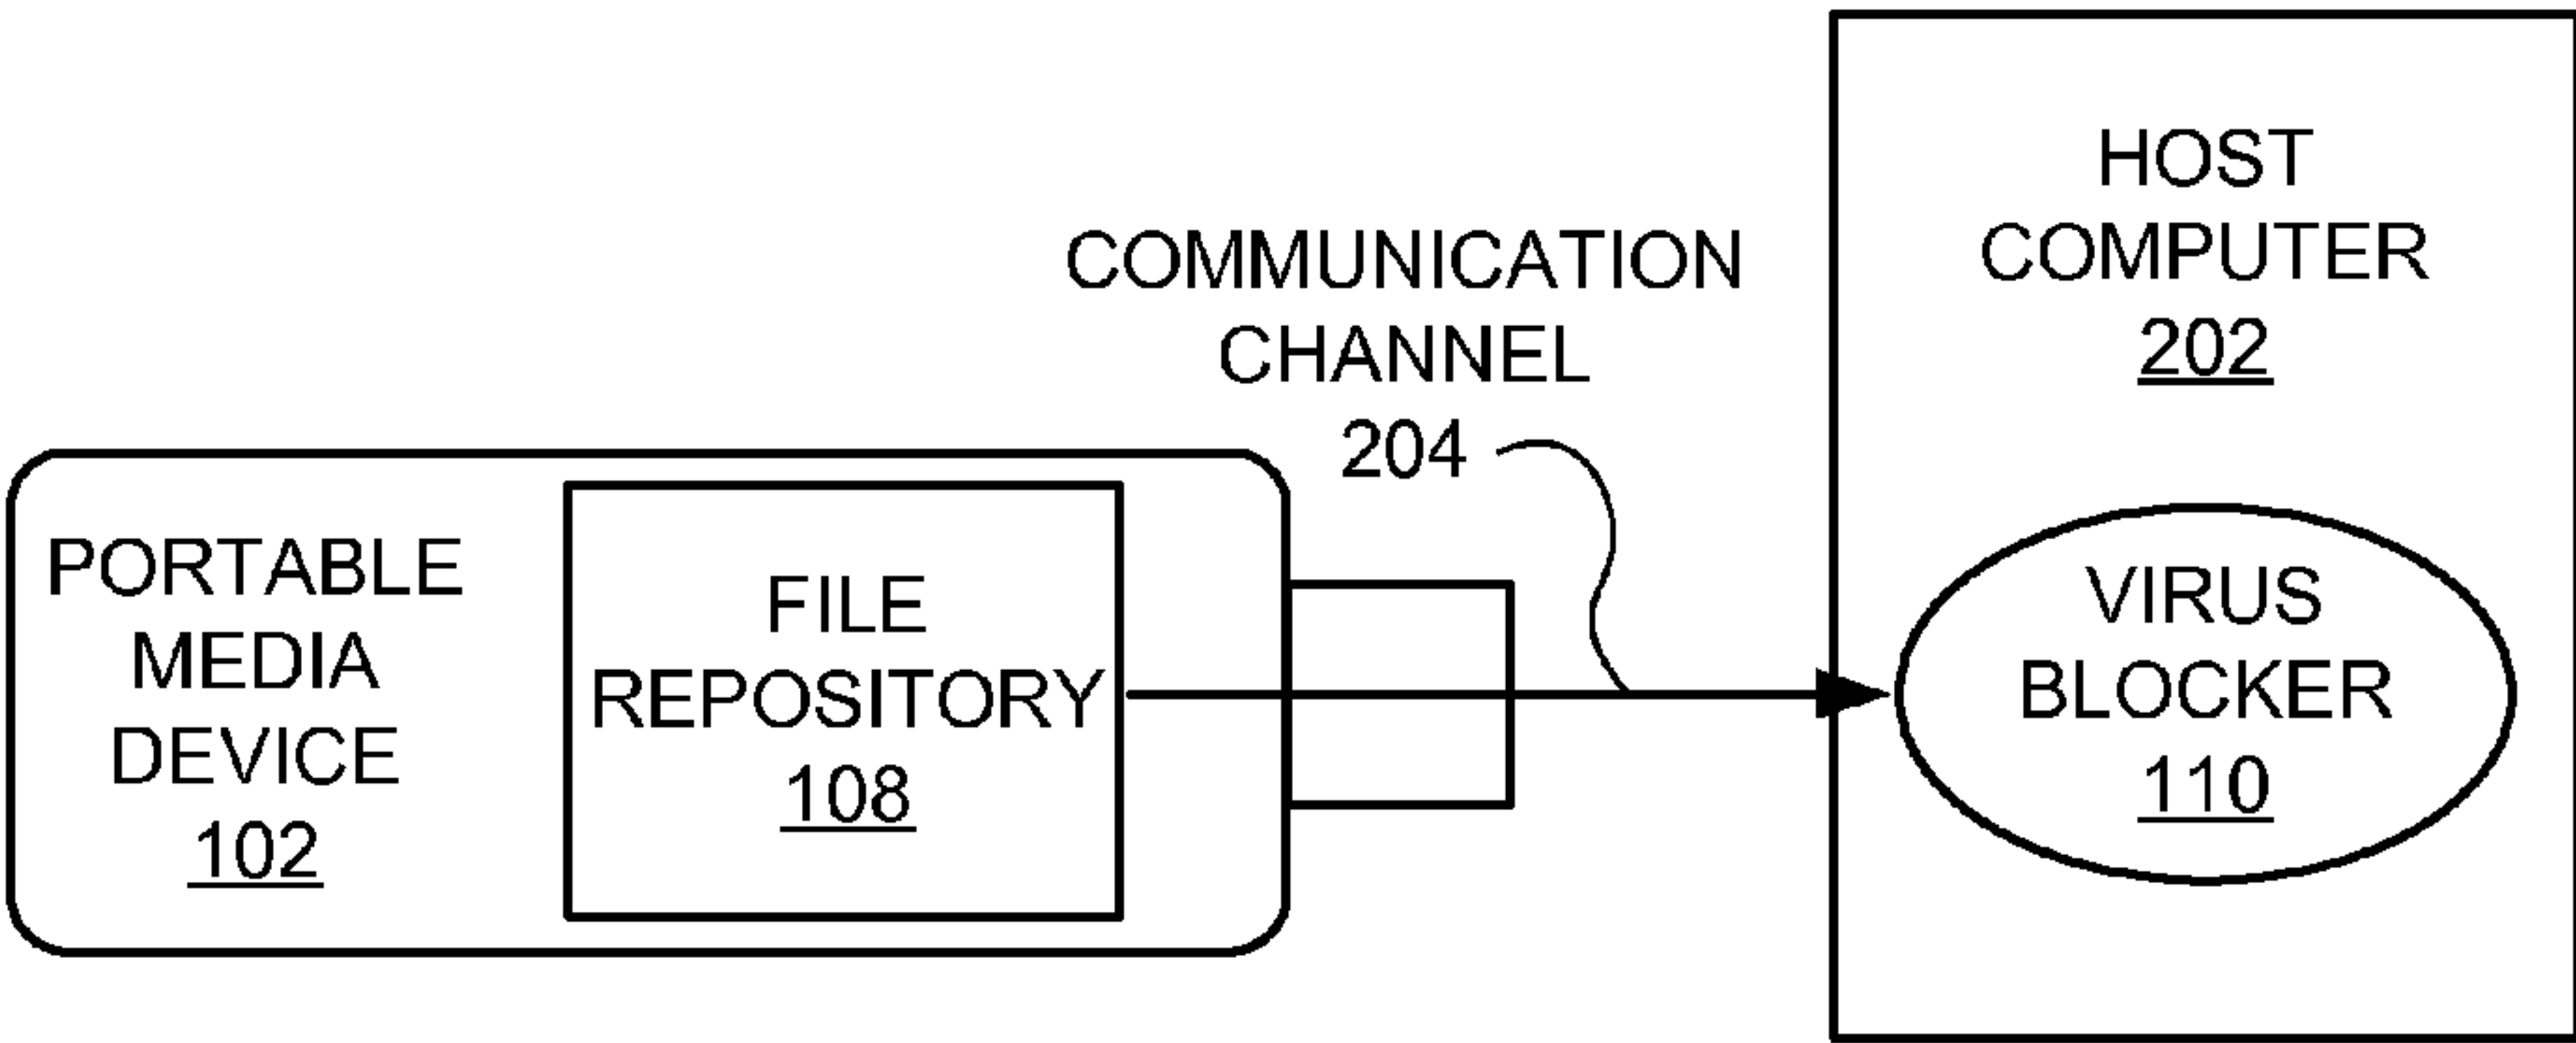 PORTABLE
MEDIA
DEVICE
102
FILE
REPOSITORY
108
COMMUNICATION
CHANNEL
204
HOST
COMPUTER
202
VIRUS
BLOCKER
110